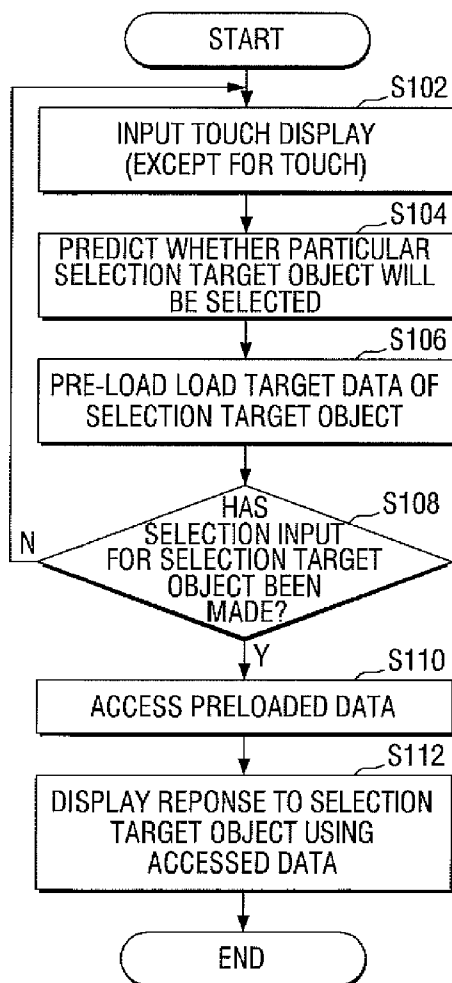 START
S102
INPUT TOUCH DISPLAY
(EXCEPT FOR TOUCH)
S104
PREDICT WHETHER PARTICULAR
SELECTION TARGET OBJECT WILL
BE SELECTED
S106
PRE-LOAD LOAD TARGET DATA OF
SELECTION TARGET OBJECT
S108
HAS
SELECTION INPUT
FOR SELECTION TARGET
OBJECT BEEN
MADE?
N
Y
S110
ACCESS PRELOADED DATA
S112
DISPLAY REPONSE TO SELECTION
TARGET OBJECT USING
ACCESSED DATA
END